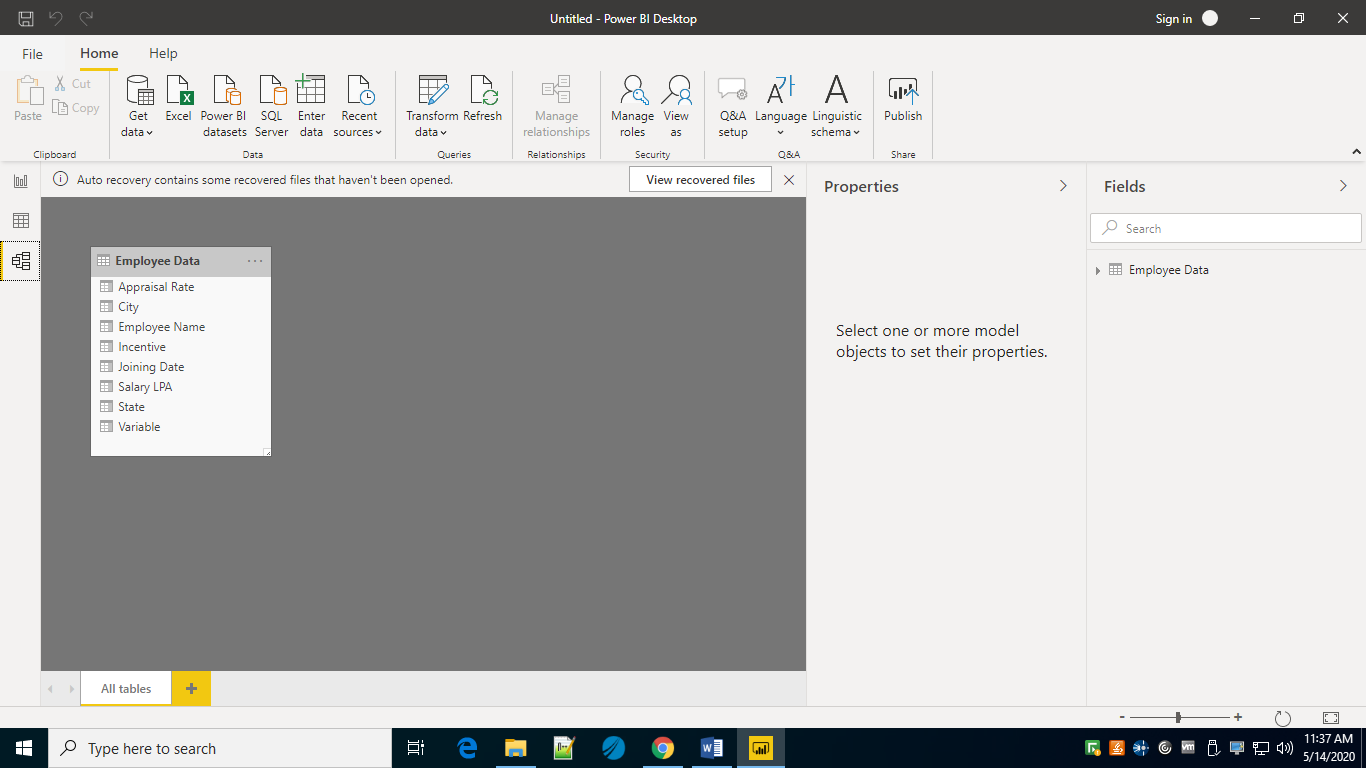 Untitled - Power BI Desktop
Sign in
File
Home
Help
Paste
Cut
Copy
Clipboard
Get data
Excel
Power BI datasets
SQL Server
Enter data
Recent sources
Data
Transform data
Refresh
Queries
Manage relationships
Relationships
Manage roles
View as
Security
Q&A setup
Language
Linguistic schema
Q&A
Publish
Share
Auto recovery contains some recovered files that haven't been opened.
View recovered files
Employee Data
Appraisal Rate
City
Employee Name
Incentive
Joining Date
Salary LPA
State
Variable
Properties
Select one or more model
objects to set their properties.
Fields
Search
Employee Data
All tables
Type here to search
11:37 AM
5/14/2020